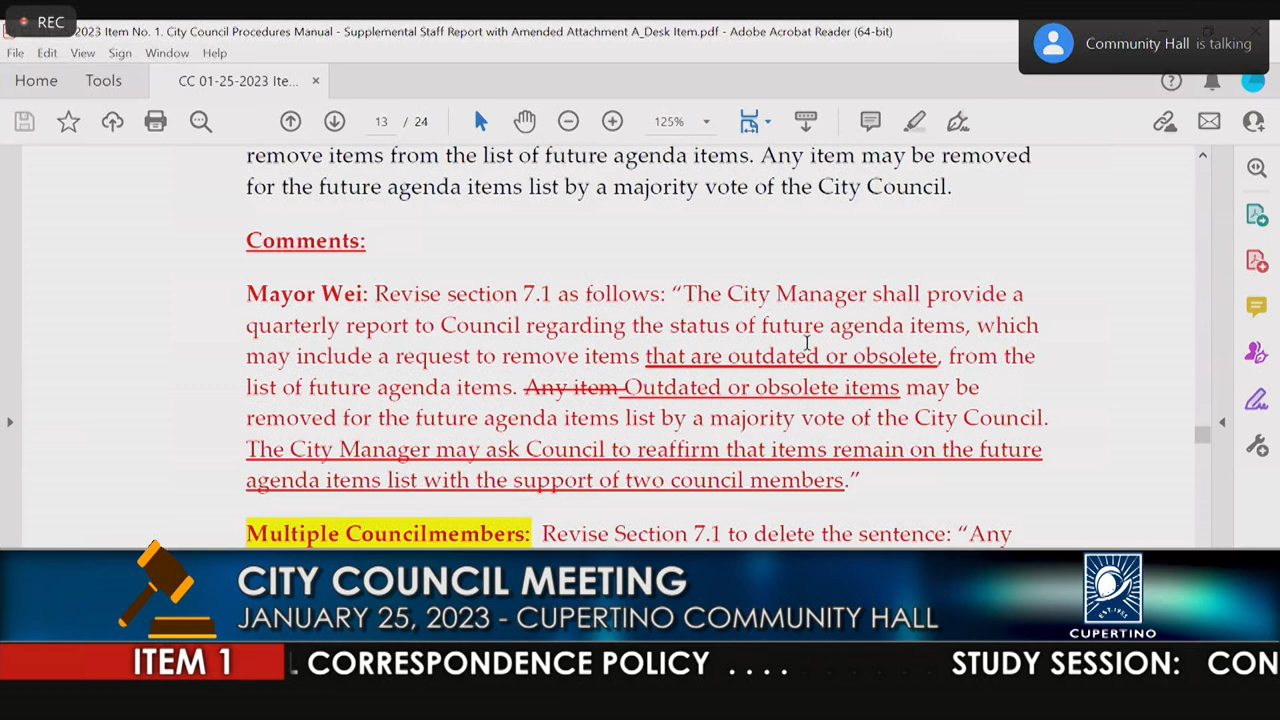 REC
2023 Item No. 1. City Council Procedures Manual - Supplemental Staff Report with Amended Attachment A_Desk Item.pdf - Adobe Acrobat Reader (64-bit)
Community Hall is talking
File Edit View Sign Window Help
Home Tools CC 01-25-2023 Ite... ×
13 / 24 125%
remove items from the list of future agenda items. Any item may be removed
for the future agenda items list by a majority vote of the City Council.
Comments:
Mayor Wei: Revise section 7.1 as follows: “The City Manager shall provide a
quarterly report to Council regarding the status of future agenda items, which
may include a request to remove items that are outdated or obsolete, from the
list of future agenda items. Any item Outdated or obsolete items may be
removed for the future agenda items list by a majority vote of the City Council.
The City Manager may ask Council to reaffirm that items remain on the future
agenda items list with the support of two council members.”
Multiple Councilmembers: Revise Section 7.1 to delete the sentence: “Any
CITY COUNCIL MEETING
JANUARY 25, 2023 - CUPERTINO COMMUNITY HALL
EST. 1955
CUPERTINO
ITEM 1 L CORRESPONDENCE POLICY . . . . STUDY SESSION: CON